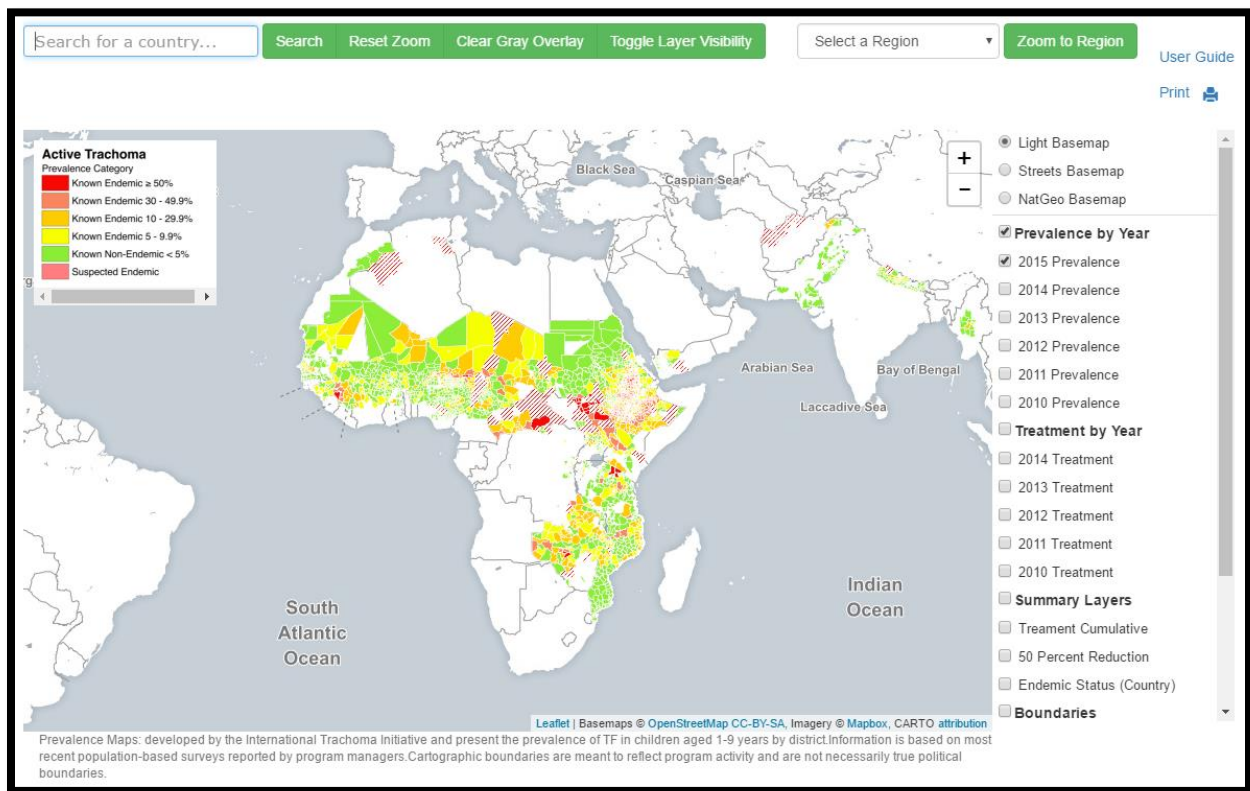 Search for a country...
Search
Reset Zoom
Clear Gray Overlay
Toggle Layer Visibility
Select a Region
Zoom to Region
User Guide
Print
Active Trachoma
Prevalence Category
Known Endemic ≥ 50%
Known Endemic 30 - 49.9%
Known Endemic 10 - 29.9%
Known Endemic 5 - 9.9%
Known Non-Endemic < 5%
Suspected Endemic
Black Sea
Caspian Sea
Arabian Sea
Bay of Bengal
Laccadive Sea
Indian
Ocean
South
Atlantic
Ocean
+
−
Light Basemap
Streets Basemap
NatGeo Basemap
Prevalence by Year
2015 Prevalence
2014 Prevalence
2013 Prevalence
2012 Prevalence
2011 Prevalence
2010 Prevalence
Treatment by Year
2014 Treatment
2013 Treatment
2012 Treatment
2011 Treatment
2010 Treatment
Summary Layers
Treament Cumulative
50 Percent Reduction
Endemic Status (Country)
Boundaries
Leaflet | Basemaps © OpenStreetMap CC-BY-SA, Imagery © Mapbox, CARTO attribution
Prevalence Maps: developed by the International Trachoma Initiative and present the prevalence of TF in children aged 1-9 years by district.Information is based on most
recent population-based surveys reported by program managers.Cartographic boundaries are meant to reflect program activity and are not necessarily true political
boundaries.